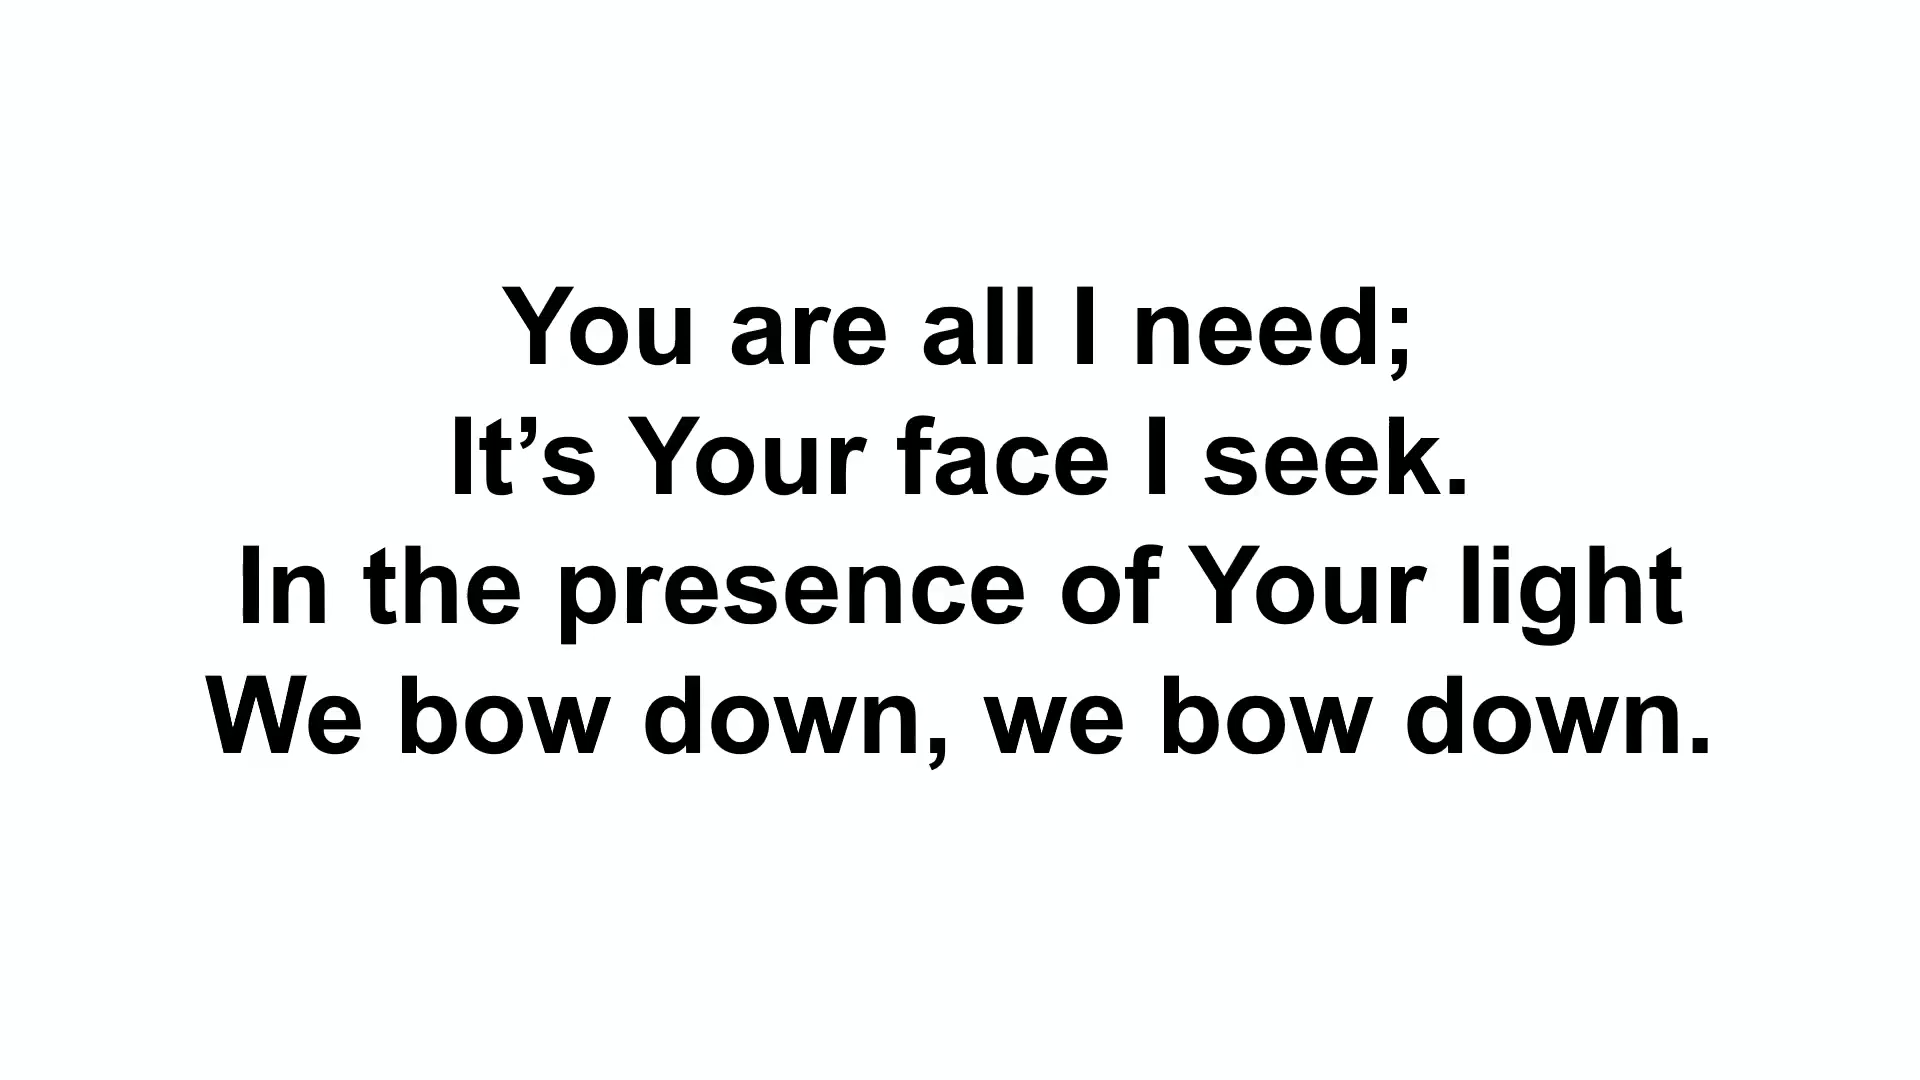 You are all I need;
It’s Your face I seek.
In the presence of Your light
We bow down, we bow down.